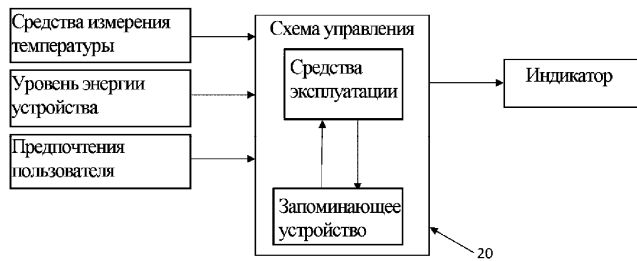 Средства измерения
температуры
Уровень энергии
устройства
Предпочтения
пользователя
Схема управления
Средства
эксплуатации
Запоминающее
устройство
Индикатор
20